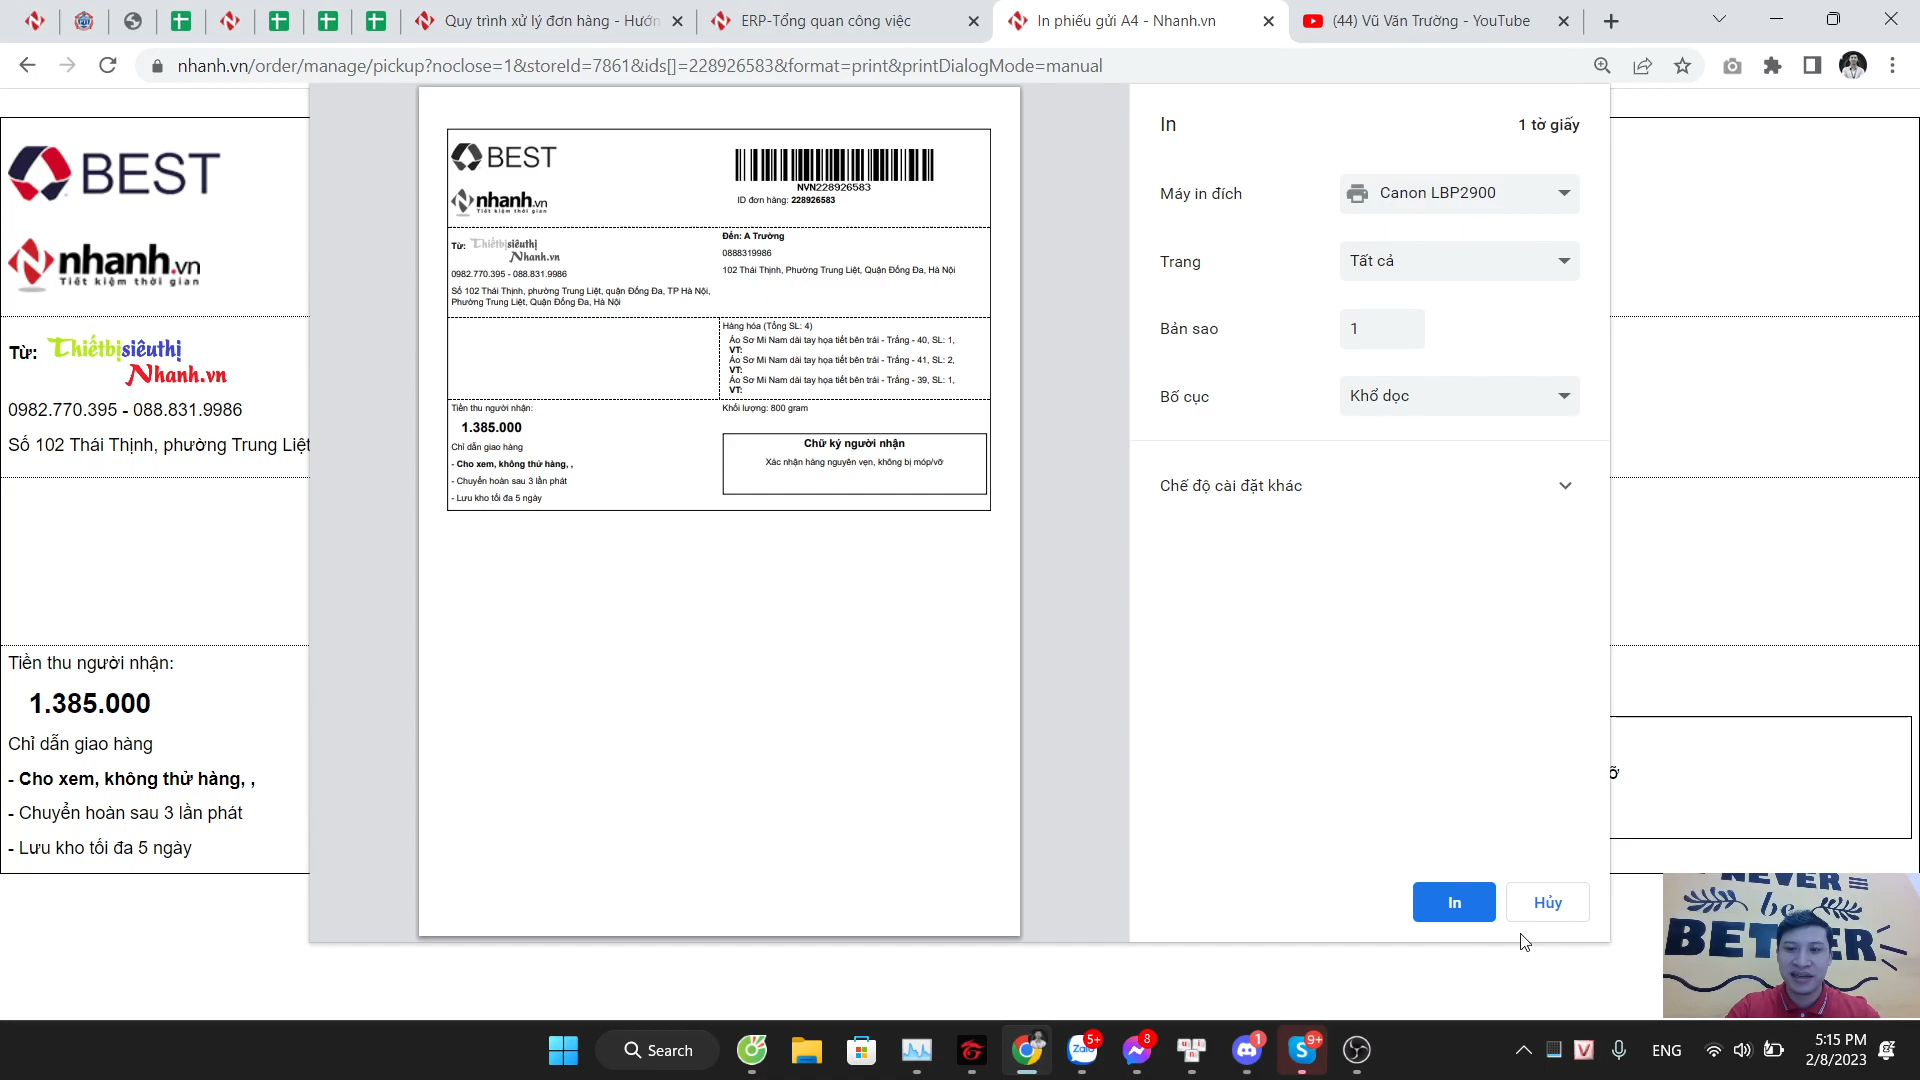 Quy trình xử lý đơn hàng - Hướn
ERP-Tổng quan công việc
In phiếu gửi A4 - Nhanh.vn
(44) Vũ Văn Trường - YouTube
nhanh.vn/order/manage/pickup?noclose=1&storeId=7861&ids[]=228926583&format=print&printDialogMode=manual
BEST
nhanh.vn
Tiết kiệm thời gian
Từ: Thiếtbịsiêuthị
Nhanh.vn
0982.770.395 - 088.831.9986
Số 102 Thái Thịnh, phường Trung Liệt
Tiền thu người nhận:
1.385.000
Chỉ dẫn giao hàng
- Cho xem, không thử hàng, ,
- Chuyển hoàn sau 3 lần phát
- Lưu kho tối đa 5 ngày
BEST
nhanh.vn
Tiết kiệm thời gian
NVN228926583
ID đơn hàng: 228926583
Từ: Thiếtbịsiêuthị
Nhanh.vn
0982.770.395 - 088.831.9986
Số 102 Thái Thịnh, phường Trung Liệt, quận Đống Đa, TP Hà Nội,
Phường Trung Liệt, Quận Đống Đa, Hà Nội
Đến: A Trường
0888319986
102 Thái Thịnh, Phường Trung Liệt, Quận Đống Đa, Hà Nội
Hàng hóa (Tổng SL: 4)
Áo Sơ Mi Nam dài tay họa tiết bên trái - Trắng - 40, SL: 1,
VT:
Áo Sơ Mi Nam dài tay họa tiết bên trái - Trắng - 41, SL: 2,
VT:
Áo Sơ Mi Nam dài tay họa tiết bên trái - Trắng - 39, SL: 1,
VT:
Tiền thu người nhận:
1.385.000
Chỉ dẫn giao hàng
- Cho xem, không thử hàng, ,
- Chuyển hoàn sau 3 lần phát
- Lưu kho tối đa 5 ngày
Khối lượng: 800 gram
Chữ ký người nhận
Xác nhận hàng nguyên vẹn, không bị móp/vỡ
In
1 tờ giấy
Máy in đích
Canon LBP2900
Trang
Tất cả
Bản sao
1
Bố cục
Khổ dọc
Chế độ cài đặt khác
In
Hủy
ỡ
NEVER
be
BETTER
Search
Zalo
5+
8
1
9+
ENG
5:15 PM
2/8/2023